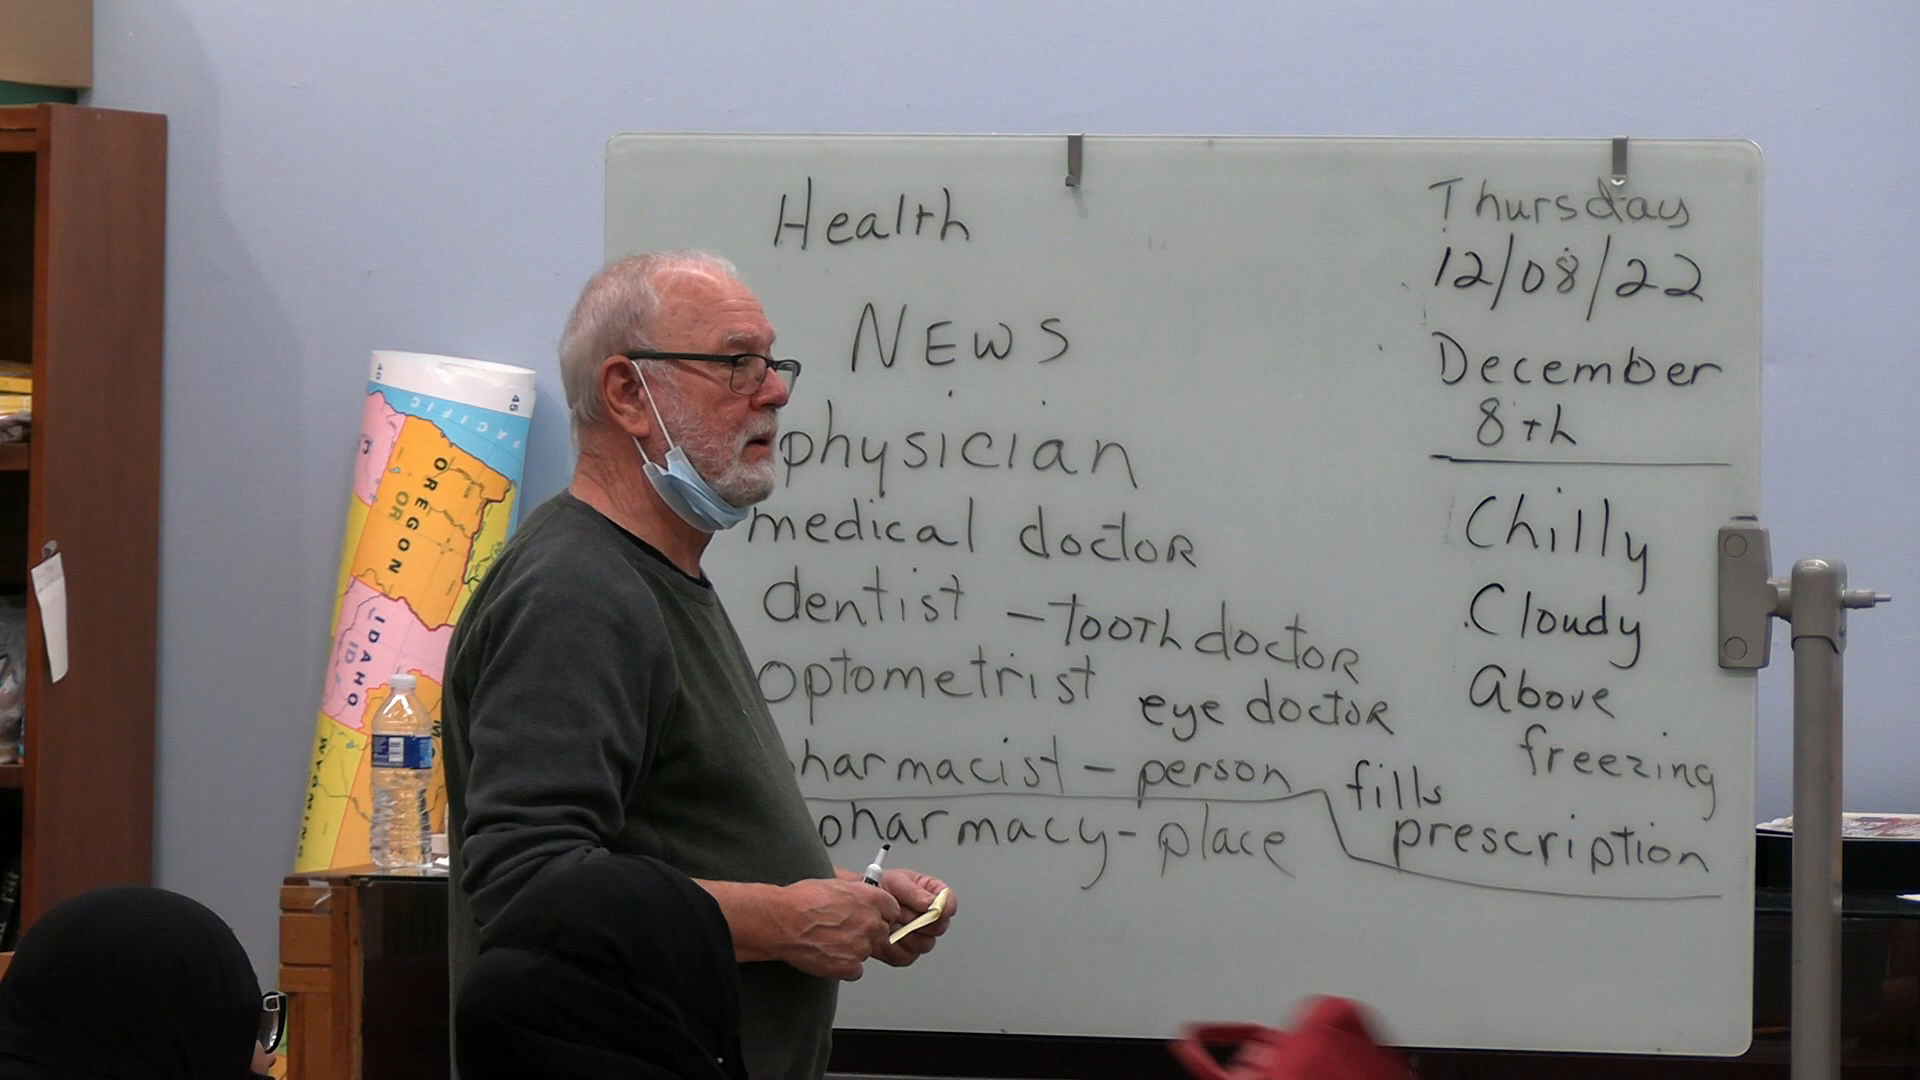 Health
NEWS
physician
medical doctor
dentist - tooth doctor
Optometrist eye doctor
harmacist - person fills
pharmacy - place prescription
Thursday
12/08/22
December
8th
Chilly
Cloudy
Above
freezing
PACIFIC
OREGON
OR
IDAHO
ID
WYOMING
45